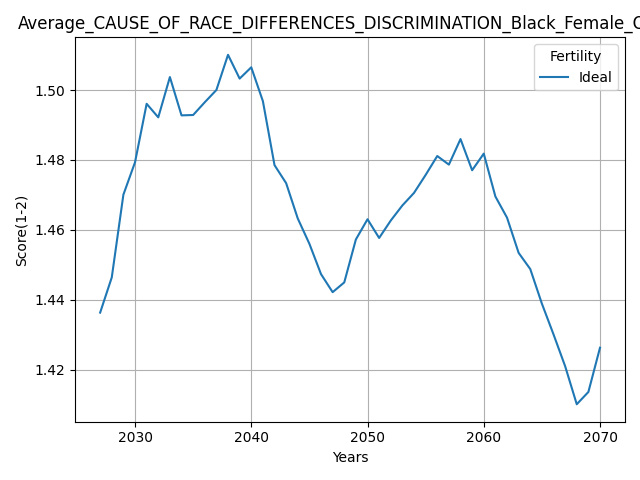 Average_CAUSE_OF_RACE_DIFFERENCES_DISCRIMINATION_Black_Female_
Fertility
Ideal
1.50
1.48
1.46
1.44
1.42
Score(1-2)
2030 2040 2050 2060 2070
Years